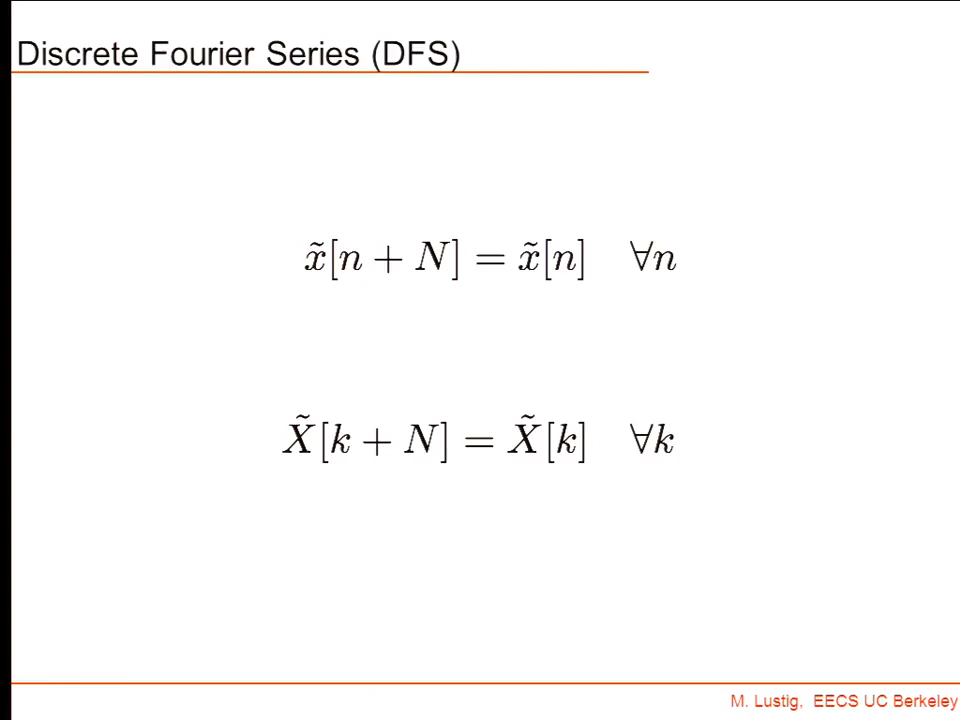 Discrete Fourier Series (DFS)
x̃[n + N] = x̃[n] ∀n
X̃[k + N] = X̃[k] ∀k
M. Lustig, EECS UC Berkeley